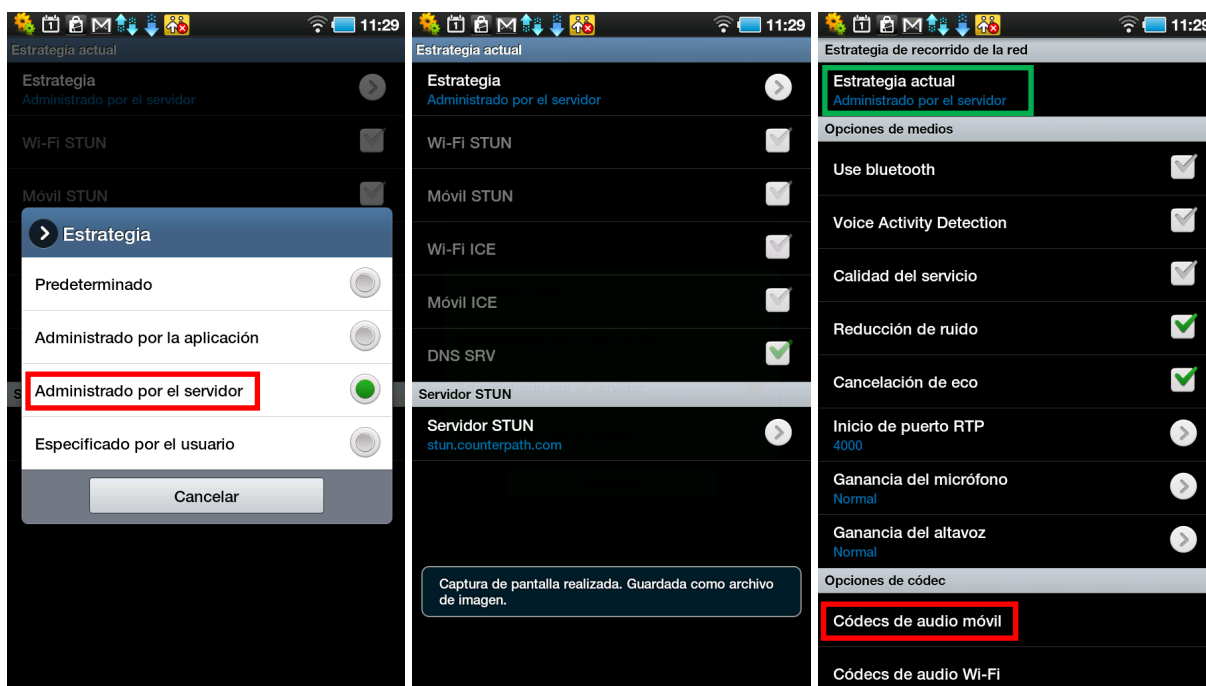 11:29
Estrategia actual
Estrategia
Administrado por el servidor
Wi-Fi STUN
Móvil STUN
Estrategia
Predeterminado
Administrado por la aplicación
Administrado por el servidor
Especificado por el usuario
Cancelar
11:29
Estrategia actual
Estrategia
Administrado por el servidor
Wi-Fi STUN
Móvil STUN
Wi-Fi ICE
Móvil ICE
DNS SRV
Servidor STUN
Servidor STUN
stun.counterpath.com
Captura de pantalla realizada. Guardada como archivo
de imagen.
11:29
Estrategia de recorrido de la red
Estrategia actual
Administrado por el servidor
Opciones de medios
Use bluetooth
Voice Activity Detection
Calidad del servicio
Reducción de ruido
Cancelación de eco
Inicio de puerto RTP
4000
Ganancia del micrófono
Normal
Ganancia del altavoz
Normal
Opciones de códec
Códecs de audio móvil
Códecs de audio Wi-Fi